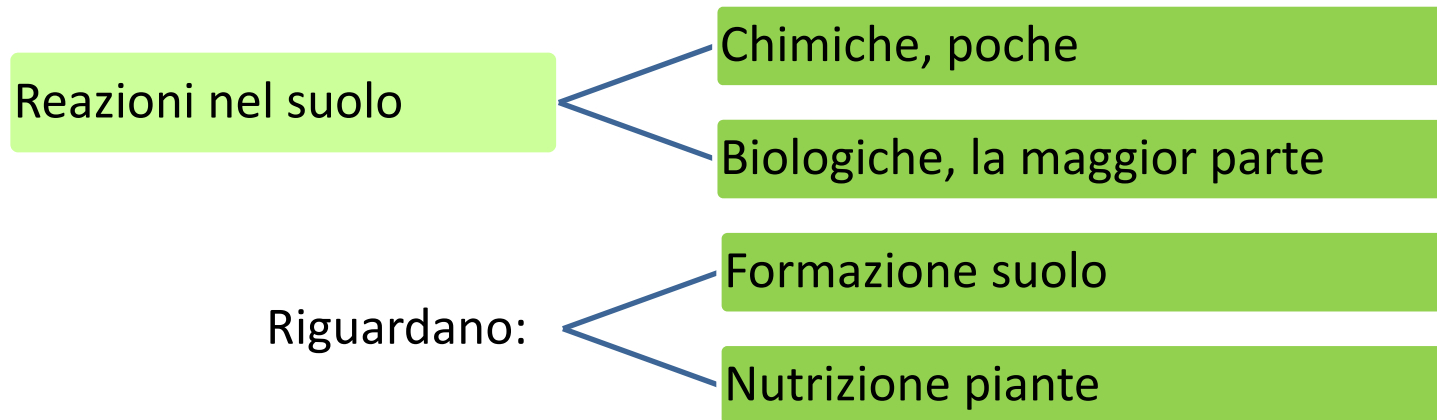 Reazioni nel suolo
Chimiche, poche
Biologiche, la maggior parte
Riguardano:
Formazione suolo
Nutrizione piante